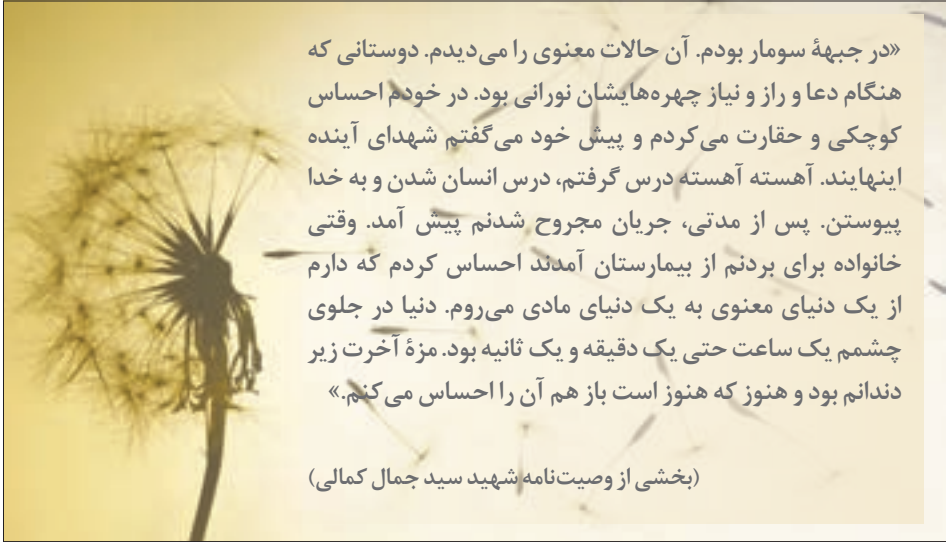 «در جبههٔ سومار بودم. آن حالات معنوی را می‌دیدم. دوستانی که
هنگام دعا و راز و نیاز چهره‌هایشان نورانی بود. در خودم احساس
کوچکی و حقارت می‌کردم و پیش خود می‌گفتم شهدای آینده
اینهایند. آهسته آهسته درس گرفتم، درس انسان شدن و به خدا
پیوستن. پس از مدتی، جریان مجروح شدنم پیش آمد. وقتی
خانواده برای بردنم از بیمارستان آمدند احساس کردم که دارم
از یک دنیای معنوی به یک دنیای مادی می‌روم. دنیا در جلوی
چشمم یک ساعت حتی یک دقیقه و یک ثانیه بود. مزهٔ آخرت زیر
دندانم بود و هنوز که هنوز است باز هم آن را احساس می‌کنم.»
(بخشی از وصیت‌نامه شهید سید جمال کمالی)